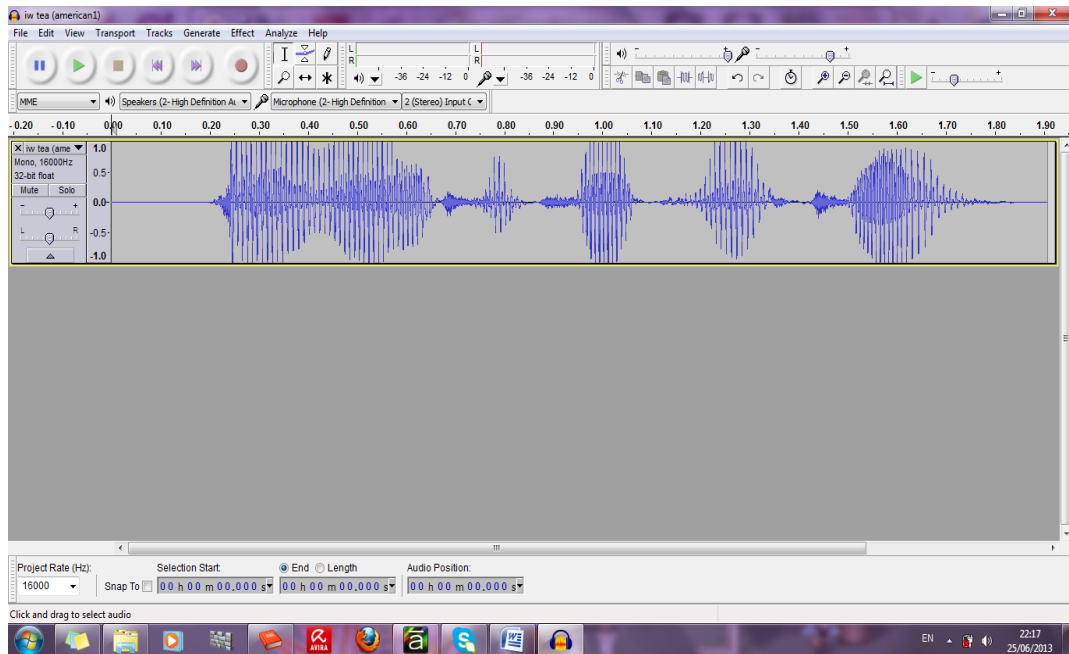 iw tea (american1)
File Edit View Transport Tracks Generate Effect Analyze Help
L
R
-36 -24 -12 0
L
R
-36 -24 -12 0
MME
Speakers (2- High Definition Au
Microphone (2- High Definition
2 (Stereo) Input C
- 0.20 - 0.10 0.00 0.10 0.20 0.30 0.40 0.50 0.60 0.70 0.80 0.90 1.00 1.10 1.20 1.30 1.40 1.50 1.60 1.70 1.80 1.90
iw tea (ame
Mono, 16000Hz
32-bit float
Mute Solo
- +
L R
1.0
0.5-
0.0-
-0.5-
-1.0
Project Rate (Hz):
16000
Snap To
Selection Start:
00 h 00 m 00.000 s
End Length
00 h 00 m 00.000 s
Audio Position:
00 h 00 m 00.000 s
Click and drag to select audio
AVIRA
EN
22:17
25/06/2013